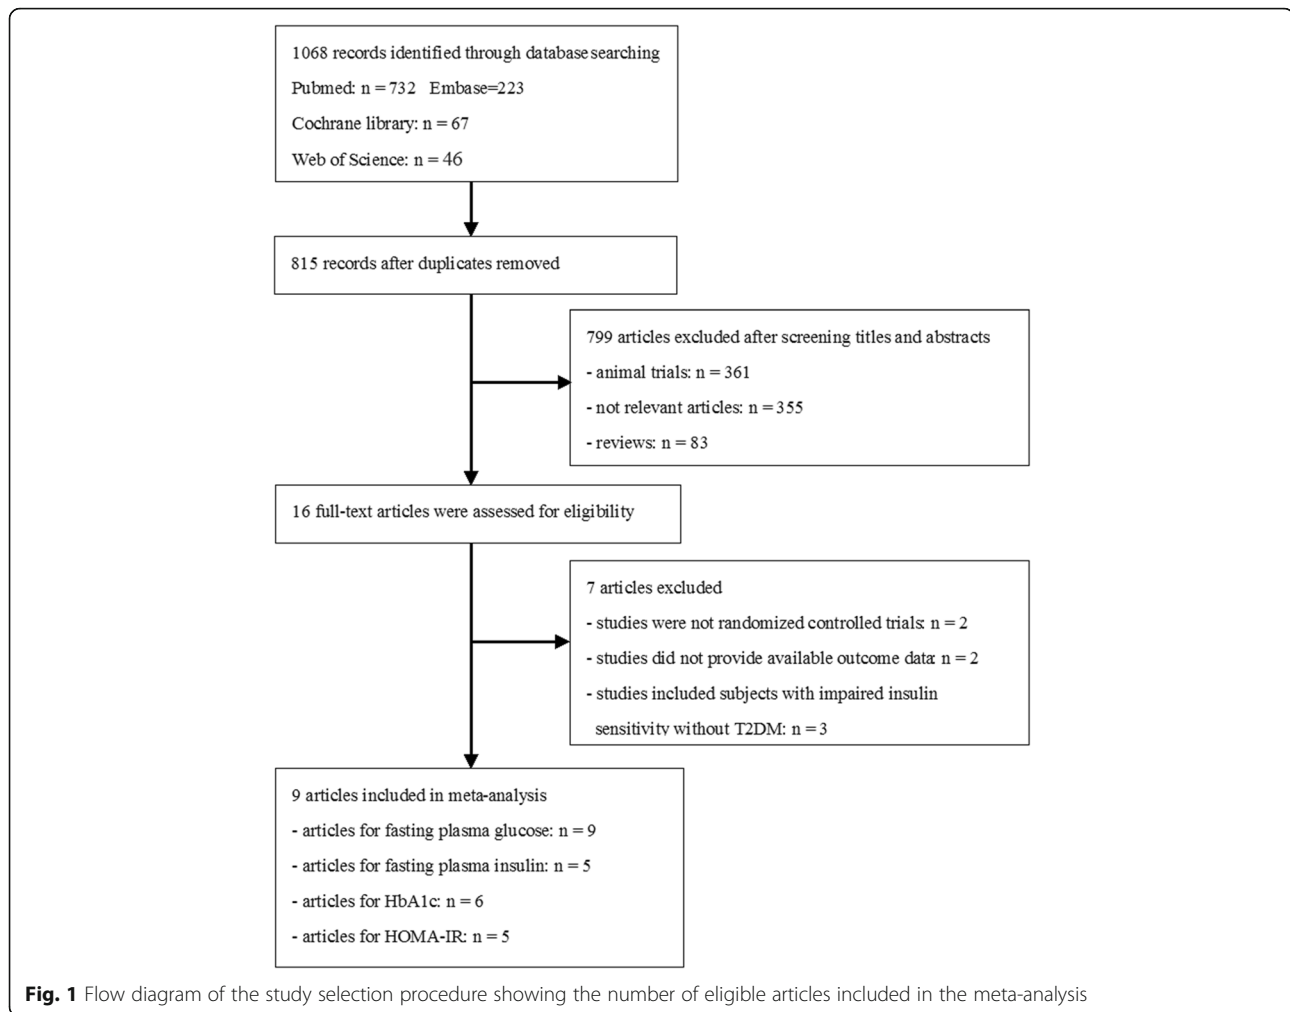 1068 records identified through database searching
Pubmed: n = 732 Embase=223
Cochrane library: n = 67
Web of Science: n = 46
815 records after duplicates removed
799 articles excluded after screening titles and abstracts
- animal trials: n = 361
- not relevant articles: n = 355
- reviews: n = 83
16 full-text articles were assessed for eligibility
7 articles excluded
- studies were not randomized controlled trials: n = 2
- studies did not provide available outcome data: n = 2
- studies included subjects with impaired insulin
sensitivity without T2DM: n = 3
9 articles included in meta-analysis
- articles for fasting plasma glucose: n = 9
- articles for fasting plasma insulin: n = 5
- articles for HbA1c: n = 6
- articles for HOMA-IR: n = 5
Fig. 1 Flow diagram of the study selection procedure showing the number of eligible articles included in the meta-analysis